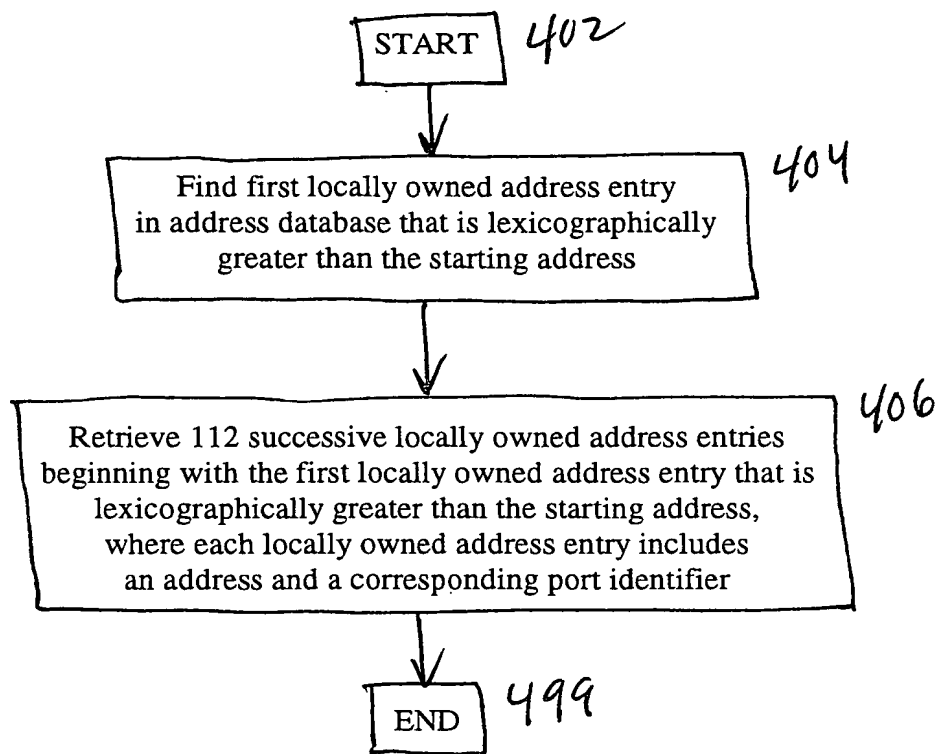 START 402
404
Find first locally owned address entry
in address database that is lexicographically
greater than the starting address
406
Retrieve 112 successive locally owned address entries
beginning with the first locally owned address entry that is
lexicographically greater than the starting address,
where each locally owned address entry includes
an address and a corresponding port identifier
END 499